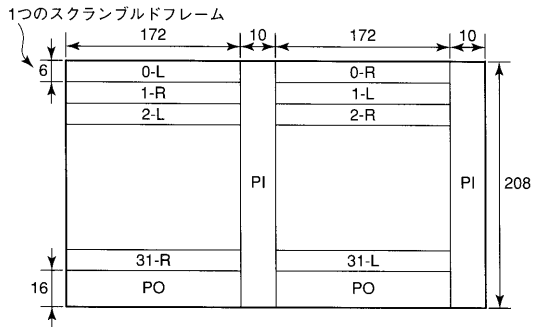 1つのスクランブルドフレーム
172 10 172 10
6
0-L 0-R
1-R 1-L
2-L 2-R
PI PI 208
31-R 31-L
16
PO PO